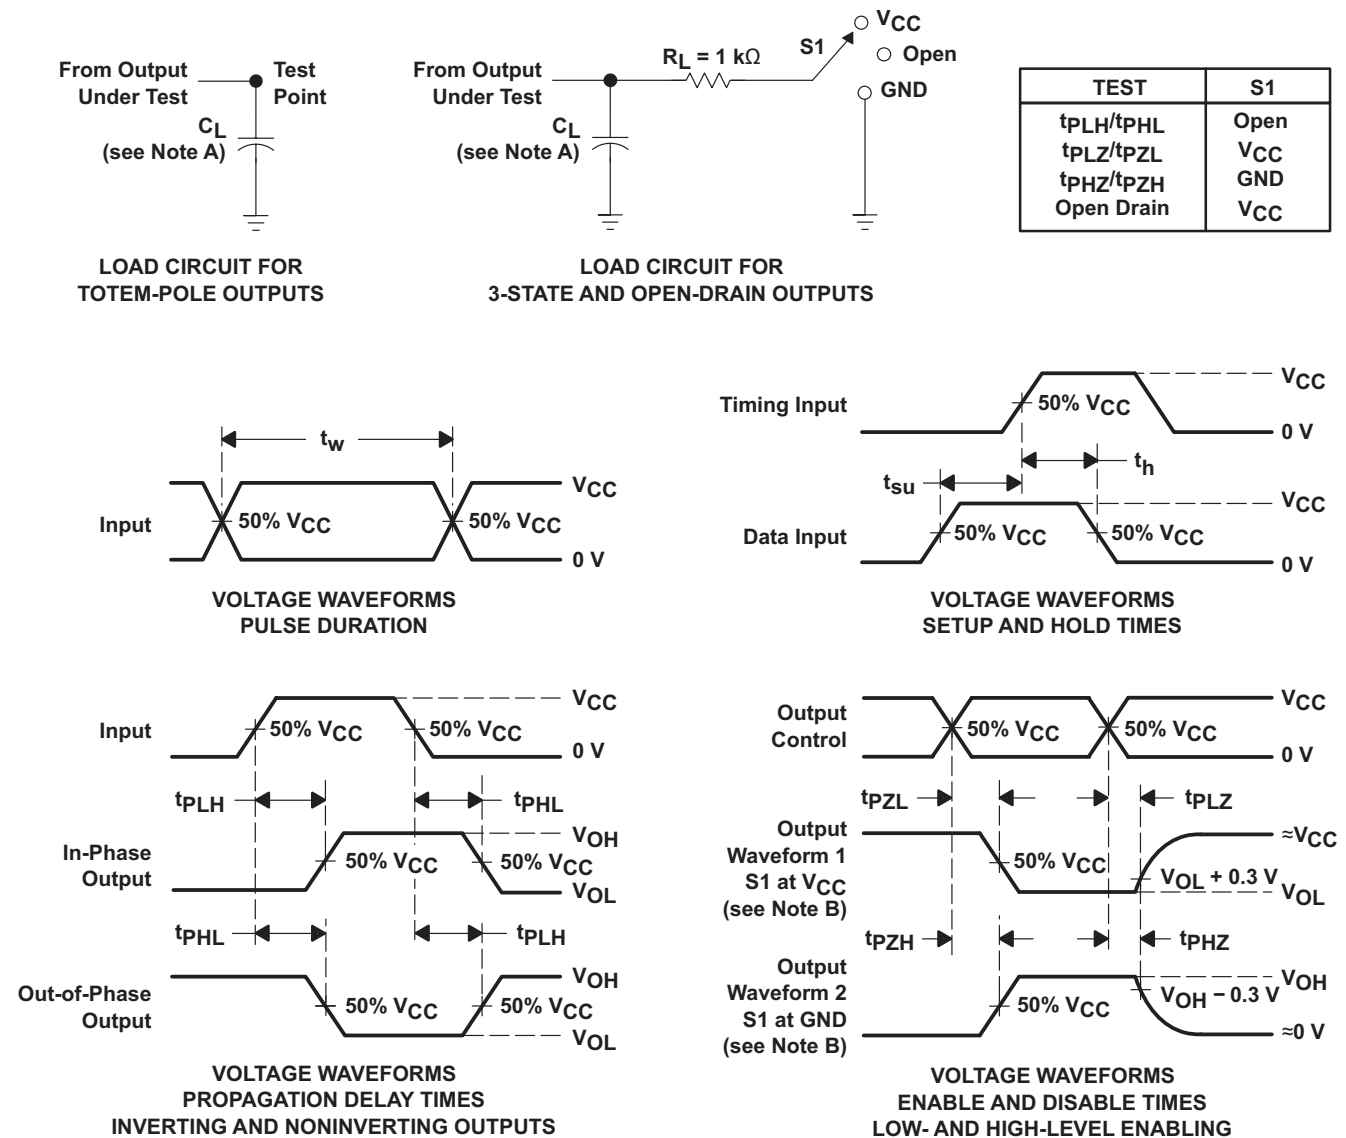 From Output
Under Test
Test
Point
CL
(see Note A)
LOAD CIRCUIT FOR
TOTEM-POLE OUTPUTS
From Output
Under Test
RL = 1 kΩ
S1
VCC
Open
GND
CL
(see Note A)
LOAD CIRCUIT FOR
3-STATE AND OPEN-DRAIN OUTPUTS
TEST S1
tPLH/tPHL Open
tPLZ/tPZL VCC
tPHZ/tPZH GND
Open Drain VCC
tw
VCC
Input
50% VCC
50% VCC
0 V
VOLTAGE WAVEFORMS
PULSE DURATION
Timing Input
50% VCC
VCC
0 V
th
tsu
VCC
Data Input
50% VCC
50% VCC
0 V
VOLTAGE WAVEFORMS
SETUP AND HOLD TIMES
VCC
Input
50% VCC
50% VCC
0 V
tPLH
tPHL
VOH
In-Phase
Output
50% VCC
50% VCC
VOL
tPHL
tPLH
VOH
Out-of-Phase
Output
50% VCC
50% VCC
VOL
VOLTAGE WAVEFORMS
PROPAGATION DELAY TIMES
INVERTING AND NONINVERTING OUTPUTS
VCC
Output
Control
50% VCC
50% VCC
0 V
tPZL
tPLZ
Output
Waveform 1
S1 at VCC
(see Note B)
50% VCC
≈VCC
VOL + 0.3 V
VOL
tPZH
tPHZ
Output
Waveform 2
S1 at GND
(see Note B)
50% VCC
VOH
VOH − 0.3 V
≈0 V
VOLTAGE WAVEFORMS
ENABLE AND DISABLE TIMES
LOW- AND HIGH-LEVEL ENABLING